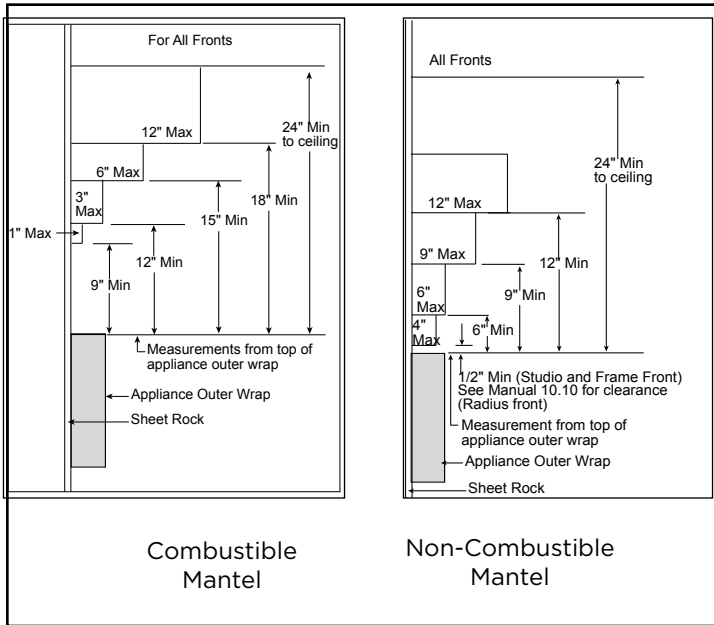 For All Fronts
24" Min
to ceiling
12" Max
6" Max
3"
Max
1" Max
18" Min
15" Min
12" Min
9" Min
Measurements from top of
appliance outer wrap
Appliance Outer Wrap
Sheet Rock
Combustible
Mantel
All Fronts
24" Min
to ceiling
12" Max
9" Max
6"
Max
4"
Max
12" Min
9" Min
6" Min
1/2" Min (Studio and Frame Front)
See Manual 10.10 for clearance
(Radius front)
Measurement from top of
appliance outer wrap
Appliance Outer Wrap
Sheet Rock
Non-Combustible
Mantel